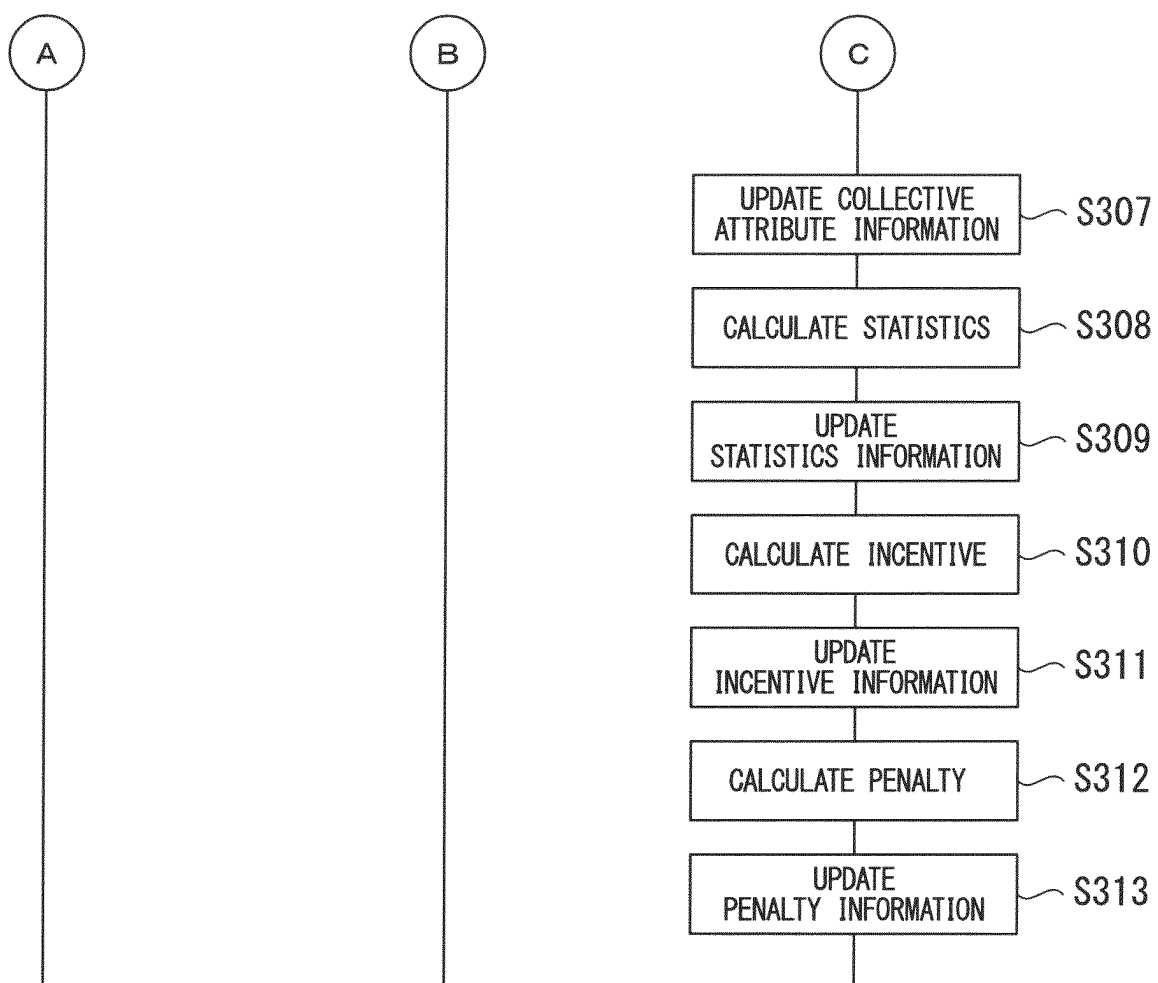 A
B
C
UPDATE COLLECTIVE
ATTRIBUTE INFORMATION
S307
CALCULATE STATISTICS
S308
UPDATE
STATISTICS INFORMATION
S309
CALCULATE INCENTIVE
S310
UPDATE
INCENTIVE INFORMATION
S311
CALCULATE PENALTY
S312
UPDATE
PENALTY INFORMATION
S313